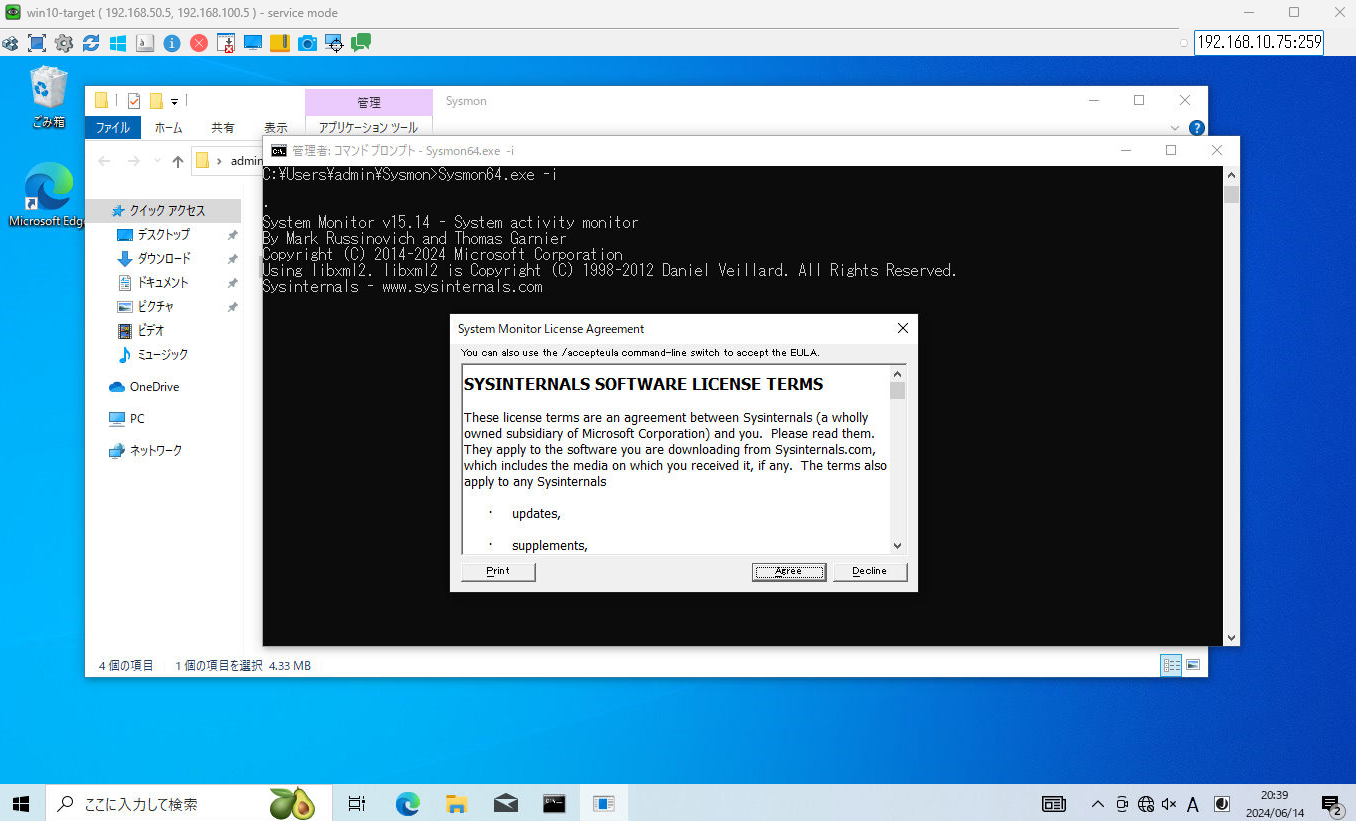 win10-target ( 192.168.50.5, 192.168.100.5 ) - service mode
192.168.10.75:259
ごみ箱
Microsoft Edg
管理
Sysmon
ファイル
ホーム
共有
表示
アプリケーション ツール
admin
管理者: コマンド プロンプト - Sysmon64.exe -i
C:¥Users¥admin¥Sysmon>Sysmon64.exe -i
.
System Monitor v15.14 - System activity monitor
By Mark Russinovich and Thomas Garnier
Copyright (C) 2014-2024 Microsoft Corporation
Using libxml2. libxml2 is Copyright (C) 1998-2012 Daniel Veillard. All Rights Reserved.
Sysinternals - www.sysinternals.com
クイック アクセス
デスクトップ
ダウンロード
ドキュメント
ピクチャ
ビデオ
ミュージック
OneDrive
PC
ネットワーク
System Monitor License Agreement
You can also use the /accepteula command-line switch to accept the EULA.
SYSINTERNALS SOFTWARE LICENSE TERMS
These license terms are an agreement between Sysinternals (a wholly
owned subsidiary of Microsoft Corporation) and you. Please read them.
They apply to the software you are downloading from Sysinternals.com,
which includes the media on which you received it, if any. The terms also
apply to any Sysinternals
· updates,
· supplements,
Print
Agree
Decline
4 個の項目
1 個の項目を選択 4.33 MB
ここに入力して検索
A
20:39
2024/06/14
2